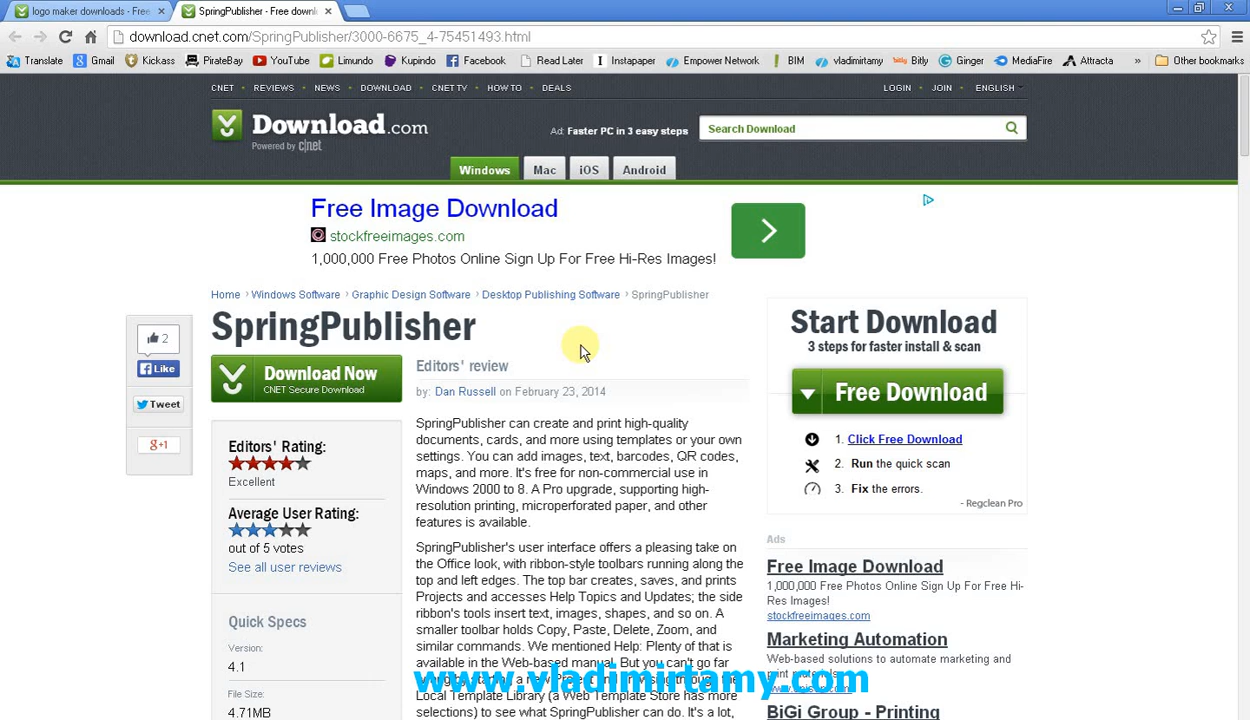 logo maker downloads - Free
SpringPublisher - Free downl
download.cnet.com/SpringPublisher/3000-6675_4-75451493.html
Translate Gmail Kickass PirateBay YouTube Limundo Kupindo Facebook Read Later Instapaper Empower Network BIM vladimirtamy Bitly Ginger MediaFire Attracta » Other bookmarks
CNET REVIEWS NEWS DOWNLOAD CNET TV HOW TO DEALS LOGIN JOIN ENGLISH
Download.com
Powered by c|net
Ad: Faster PC in 3 easy steps
Search Download
Windows Mac iOS Android
Free Image Download
stockfreeimages.com
1,000,000 Free Photos Online Sign Up For Free Hi-Res Images!
Home › Windows Software › Graphic Design Software › Desktop Publishing Software › SpringPublisher
2
Like
Tweet
g+1
SpringPublisher
Download Now
CNET Secure Download
Editors' Rating:
Excellent
Average User Rating:
out of 5 votes
See all user reviews
Quick Specs
Version:
4.1
File Size:
4.71MB
Editors' review
by: Dan Russell on February 23, 2014
SpringPublisher can create and print high-quality
documents, cards, and more using templates or your own
settings. You can add images, text, barcodes, QR codes,
maps, and more. It's free for non-commercial use in
Windows 2000 to 8. A Pro upgrade, supporting high-
resolution printing, microperforated paper, and other
features is available.
SpringPublisher's user interface offers a pleasing take on
the Office look, with ribbon-style toolbars running along the
top and left edges. The top bar creates, saves, and prints
Projects and accesses Help Topics and Updates; the side
ribbon's tools insert text, images, shapes, and so on. A
smaller toolbar holds Copy, Paste, Delete, Zoom, and
similar commands. We mentioned Help: Plenty of that is
available in the Web-based manual. But you can't go far
Local Template Library (a Web Template Store has more
selections) to see what SpringPublisher can do. It's a lot,
Start Download
3 steps for faster install & scan
Free Download
1. Click Free Download
2. Run the quick scan
3. Fix the errors.
- Regclean Pro
Ads
Free Image Download
1,000,000 Free Photos Online Sign Up For Free Hi-
Res Images!
stockfreeimages.com
Marketing Automation
Web-based solutions to automate marketing and
print materials
BiGi Group - Printing
www.vladimirtamy.com